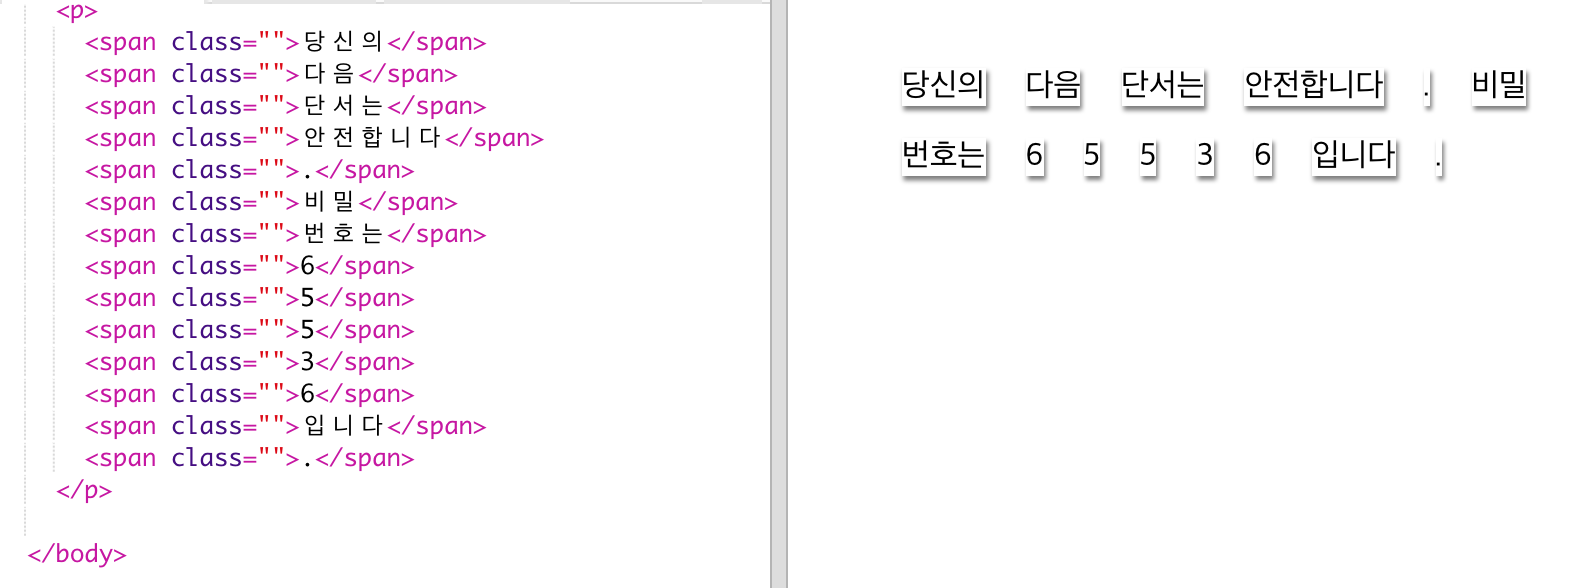 <p>
<span class="">당신의</span>
<span class="">다음</span>
<span class="">단서는</span>
<span class="">안전합니다</span>
<span class="">.</span>
<span class="">비밀</span>
<span class="">번호는</span>
<span class="">6</span>
<span class="">5</span>
<span class="">5</span>
<span class="">3</span>
<span class="">6</span>
<span class="">입니다</span>
<span class="">.</span>
</p>
</body>
당신의 다음 단서는 안전합니다 . 비밀
번호는 6 5 5 3 6 입니다 .